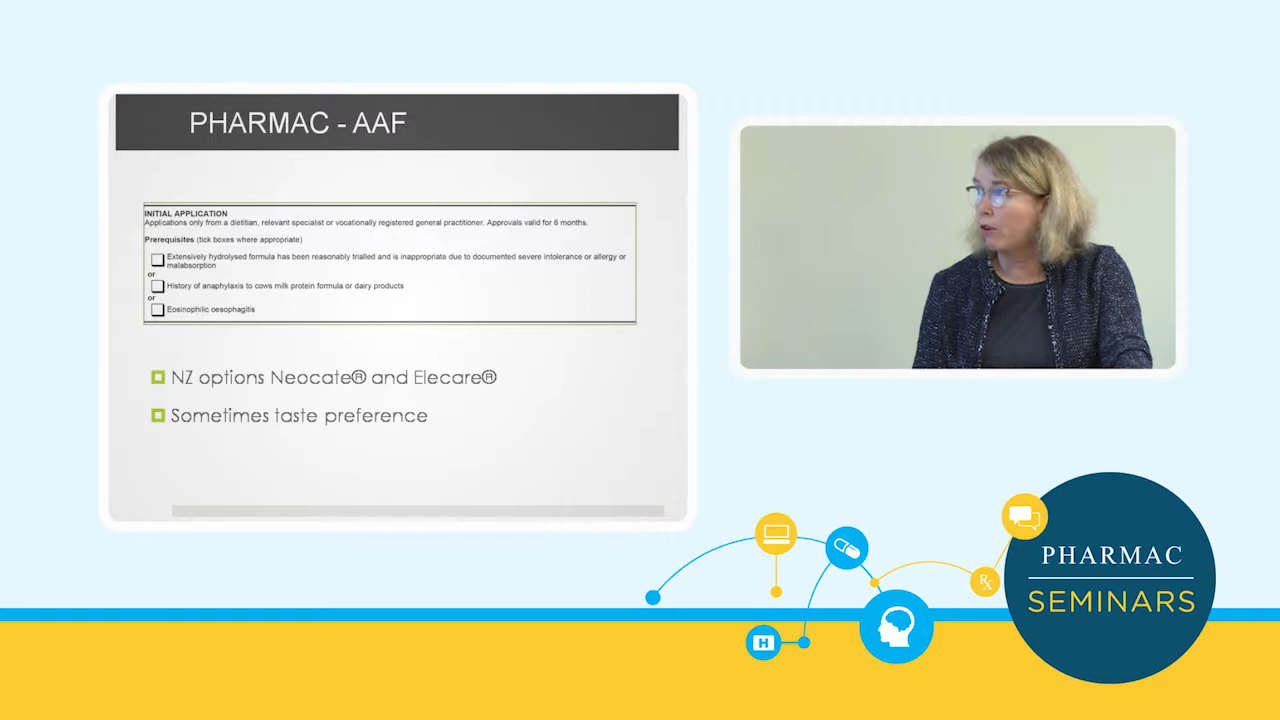 PHARMAC - AAF
INITIAL APPLICATION
Applications only from a dietitian, relevant specialist or vocationally registered general practitioner. Approvals valid for 6 months.
Prerequisites (tick boxes where appropriate)
Extensively hydrolysed formula has been reasonably trialled and is inappropriate due to documented severe intolerance or allergy or
malabsorption
or
History of anaphylaxis to cows milk protein formula or dairy products
or
Eosinophilic oesophagitis
NZ options Neocate® and Elecare®
Sometimes taste preference
H
Rx
PHARMAC
SEMINARS